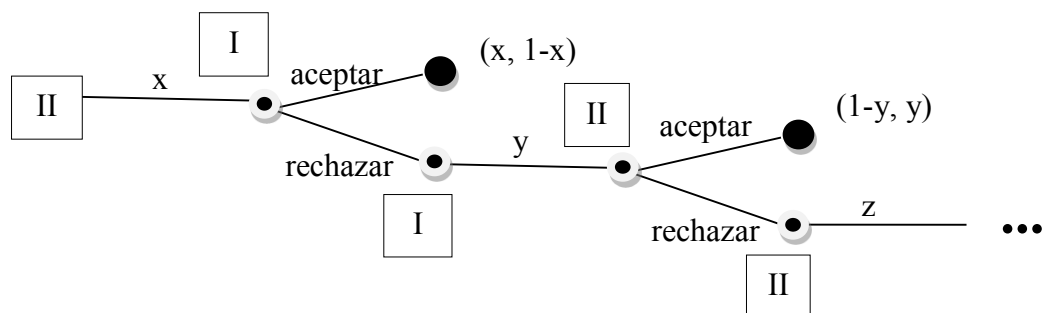 I
(x, 1-x)
aceptar
x
II
II
(1-y, y)
aceptar
y
rechazar
I
rechazar
z
...
II